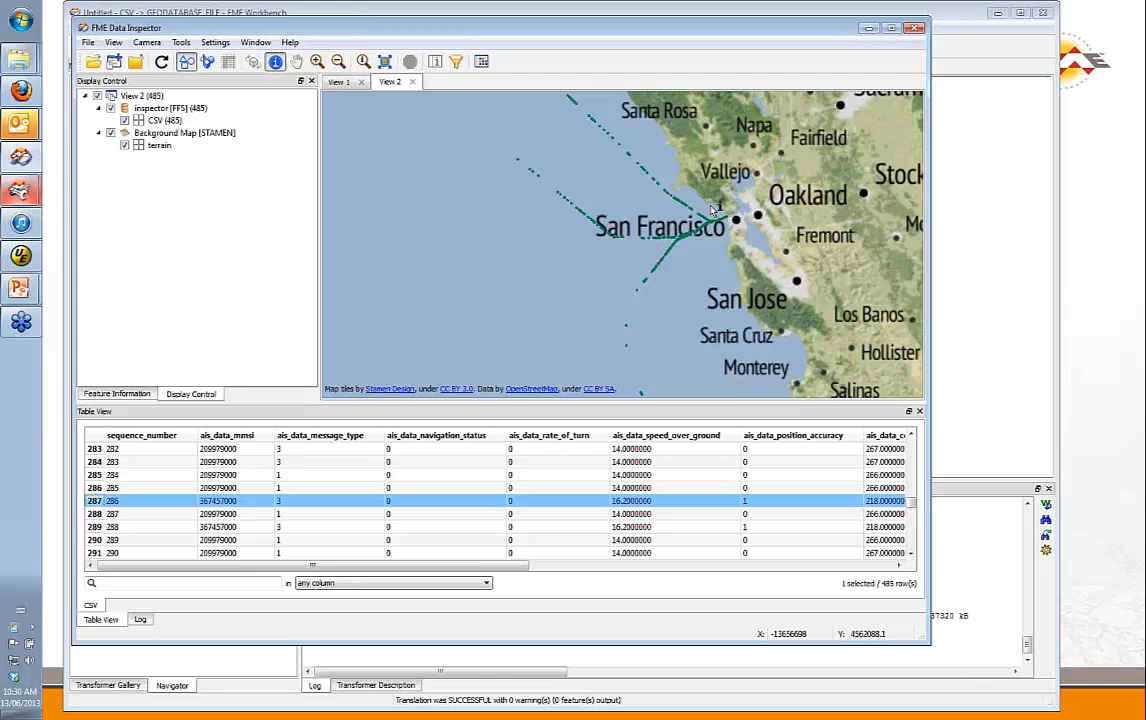 Untitled - CSV -> GEODATABASE_FILE - FME Workbench
FME Data Inspector
File View Camera Tools Settings Window Help
Display Control
View 1
View 2
View 2 (485)
inspector [FFS] (485)
CSV (485)
Background Map [STAMEN]
terrain
Santa Rosa
Napa
Fairfield
Vallejo
Oakland
Stock
San Francisco
Fremont
San Jose
Los Banos
Santa Cruz
Hollister
Monterey
Salinas
Map tiles by Stamen Design, under CC BY 3.0. Data by OpenStreetMap, under CC BY SA.
Feature Information
Display Control
Table View
sequence_number ais_data_mmsi ais_data_message_type ais_data_navigation_status ais_data_rate_of_turn ais_data_speed_over_ground ais_data_position_accuracy ais_data_c
283 282 209979000 3 0 0 14.0000000 0 267.000000
284 283 209979000 3 0 0 14.0000000 0 267.000000
285 284 209979000 1 0 0 14.0000000 0 266.000000
286 285 209979000 1 0 0 14.0000000 0 266.000000
287 286 367457000 3 0 0 16.2000000 1 218.000000
288 287 209979000 1 0 0 14.0000000 0 266.000000
289 288 367457000 3 0 0 16.2000000 1 218.000000
290 289 209979000 1 0 0 14.0000000 0 266.000000
291 290 209979000 1 0 0 14.0000000 0 267.000000
in any column
1 selected / 485 row(s)
CSV
Table View
Log
37320 kB
X: -13656698 Y: 4562088.1
Transformer Gallery
Navigator
Log
Transformer Description
Translation was SUCCESSFUL with 0 warning(s) (0 feature(s) output)
10:30 AM
13/06/2013